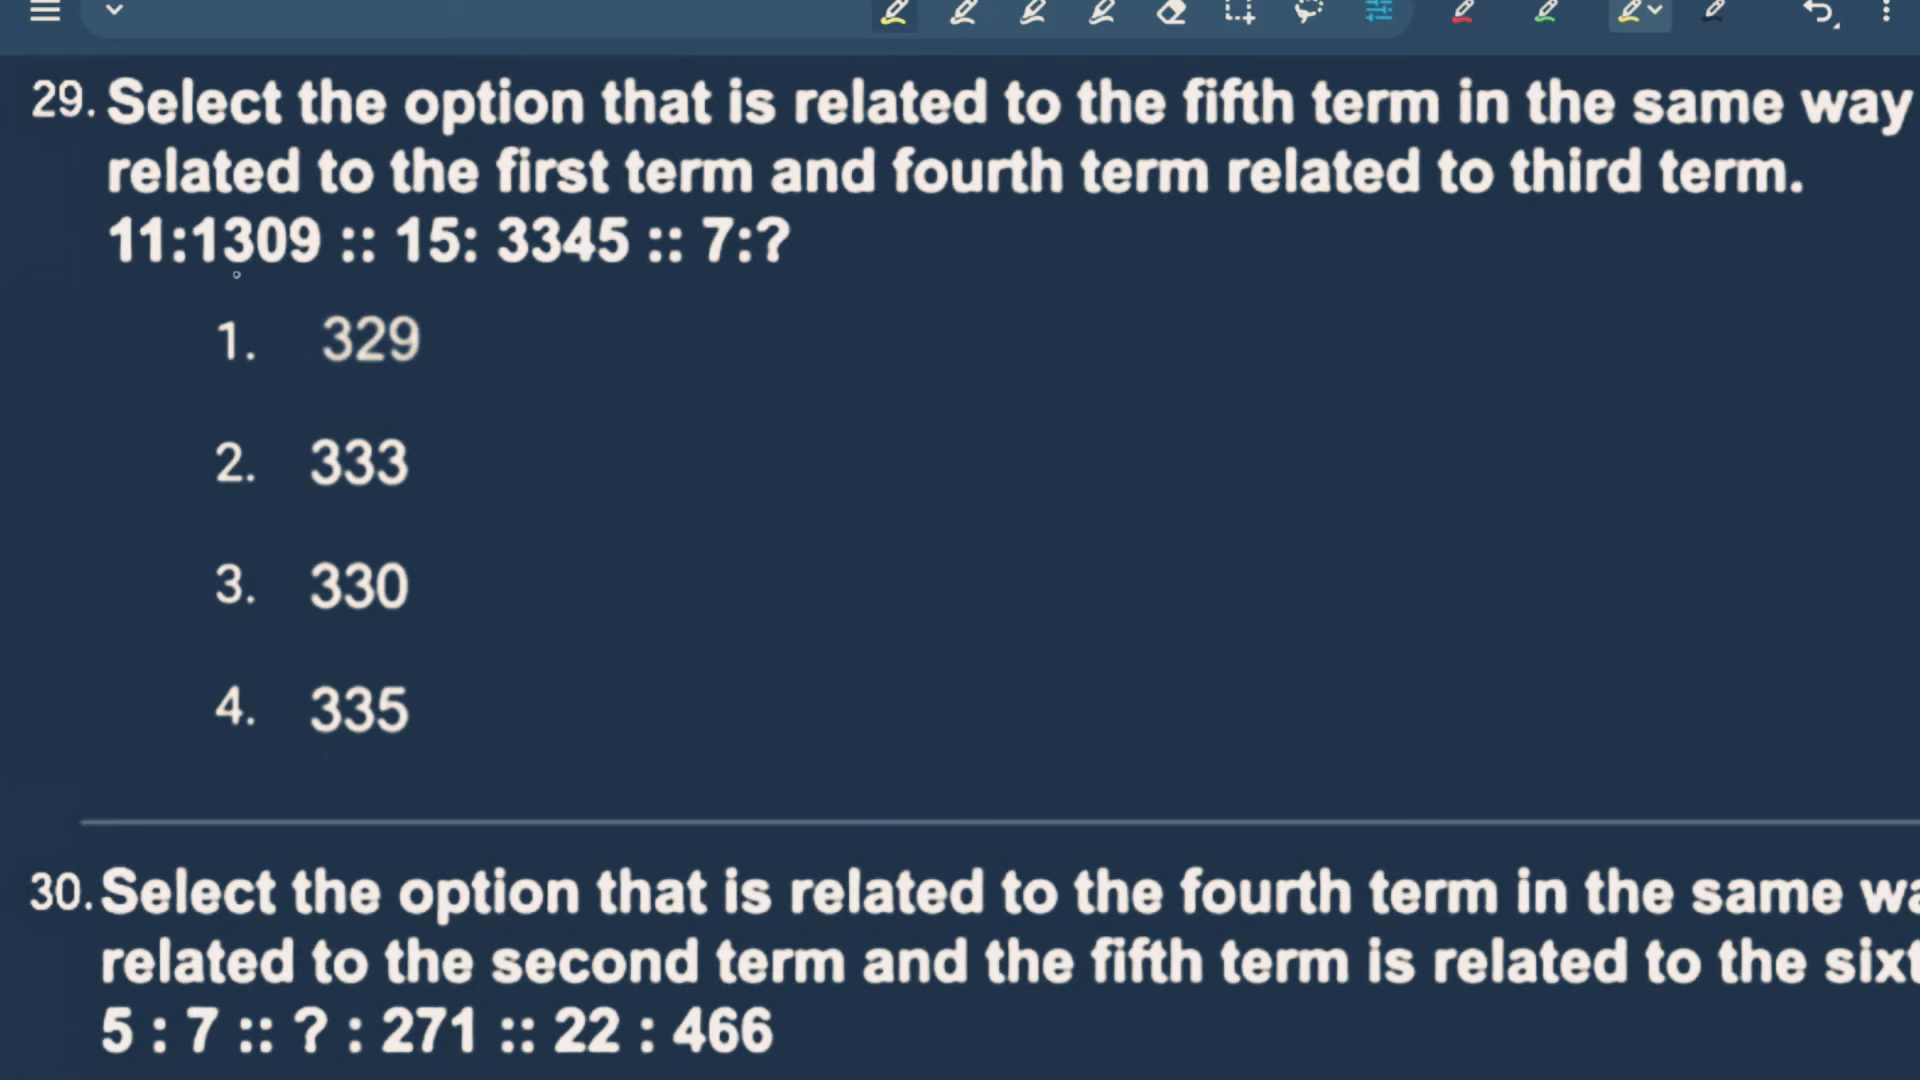 29. Select the option that is related to the fifth term in the same way
related to the first term and fourth term related to third term.
11:1309 :: 15: 3345 :: 7:?
1. 329
2. 333
3. 330
4. 335
30. Select the option that is related to the fourth term in the same
related to the second term and the fifth term is related to the
5 : 7 :: ? : 271 :: 22 : 466